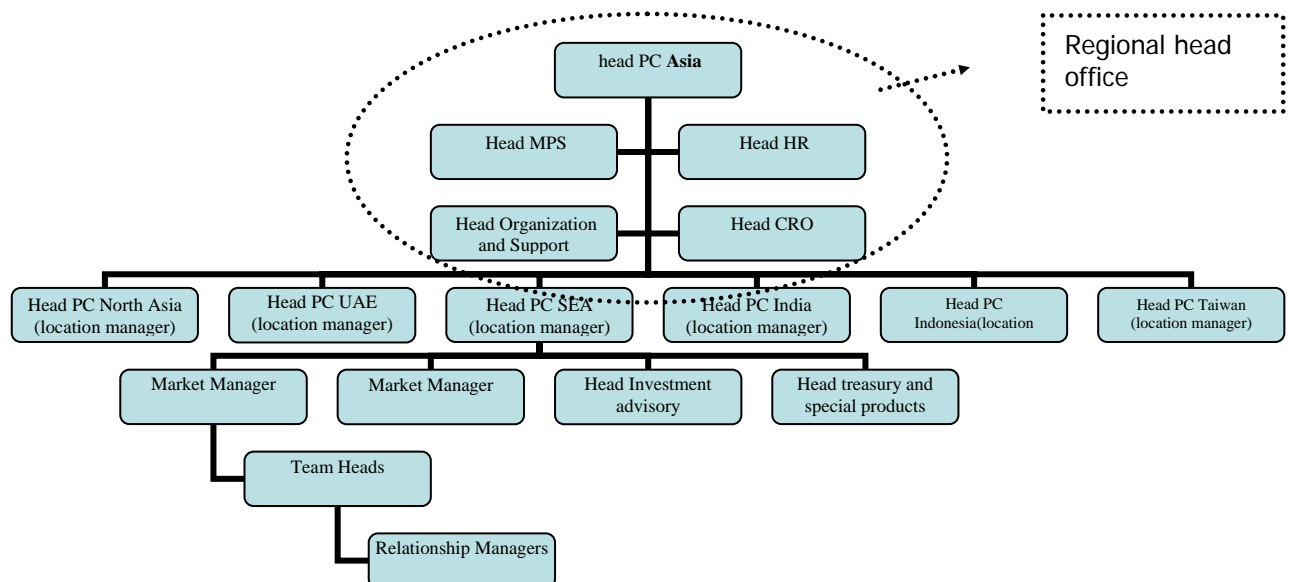 head PC Asia
Regional head
office
Head MPS
Head HR
Head Organization
and Support
Head CRO
Head PC North Asia
(location manager)
Head PC UAE
(location manager)
Head PC SEA
(location manager)
Head PC India
(location manager)
Head PC
Indonesia(location
Head PC Taiwan
(location manager)
Market Manager
Market Manager
Head Investment
advisory
Head treasury and
special products
Team Heads
Relationship Managers